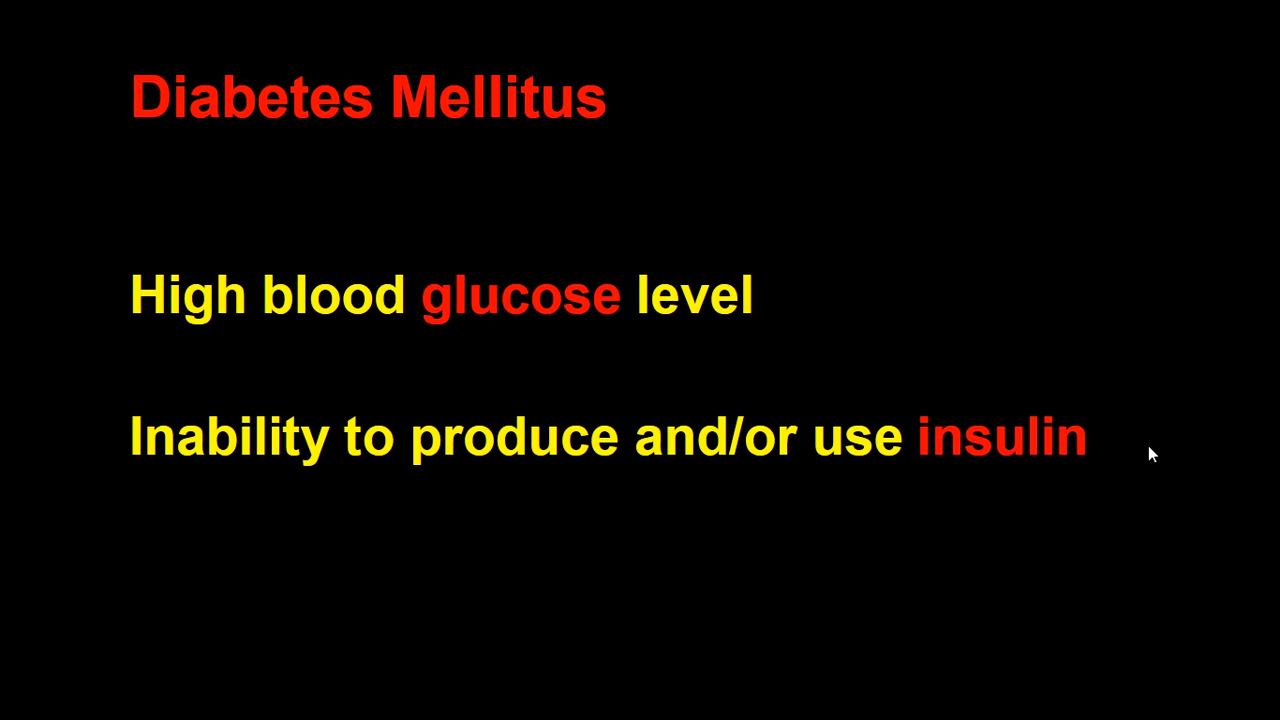 Diabetes Mellitus
High blood glucose level
Inability to produce and/or use insulin